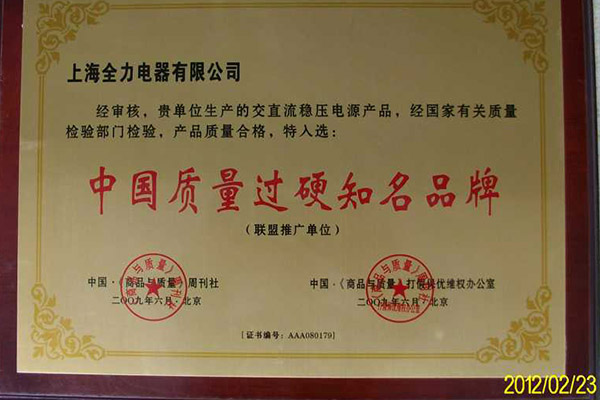 上海全力电器有限公司
经审核，贵单位生产的交直流稳压电源产品，经国家有关质量
检验部门检验，产品质量合格，特入选：
中国质量过硬知名品牌
（联盟推广单位）
中国·《商品与质量》周刊社
二〇〇九年六月·北京
中国·《商品与质量》打假保优维权办公室
二〇〇九年六月·北京
[证书编号：AAA080179]
2012/02/23